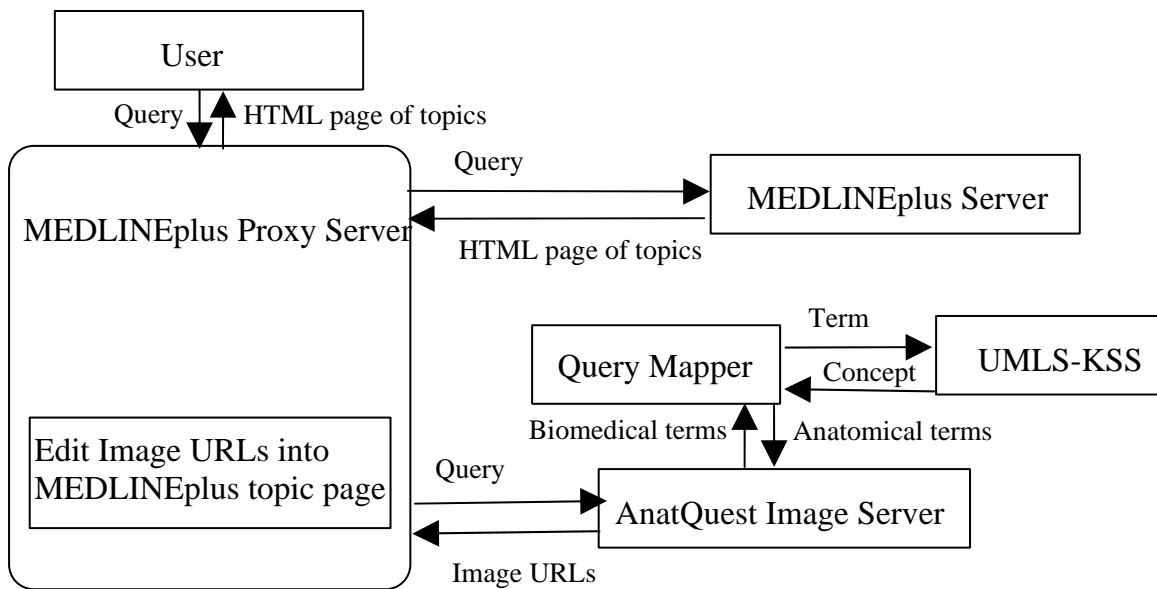 User
Query
HTML page of topics
Query
MEDLINEplus Server
MEDLINEplus Proxy Server
HTML page of topics
Term
Query Mapper
UMLS-KSS
Concept
Biomedical terms
Anatomical terms
Edit Image URLs into
MEDLINEplus topic page
Query
AnatQuest Image Server
Image URLs